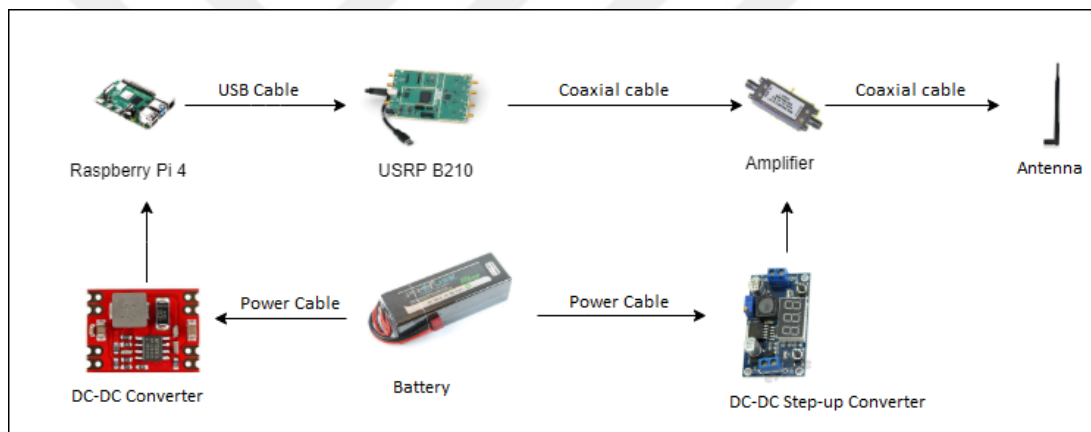 USB Cable
Coaxial cable
Coaxial cable
Raspberry Pi 4
USRP B210
Amplifier
Antenna
Power Cable
Power Cable
DC-DC Converter
Battery
DC-DC Step-up Converter